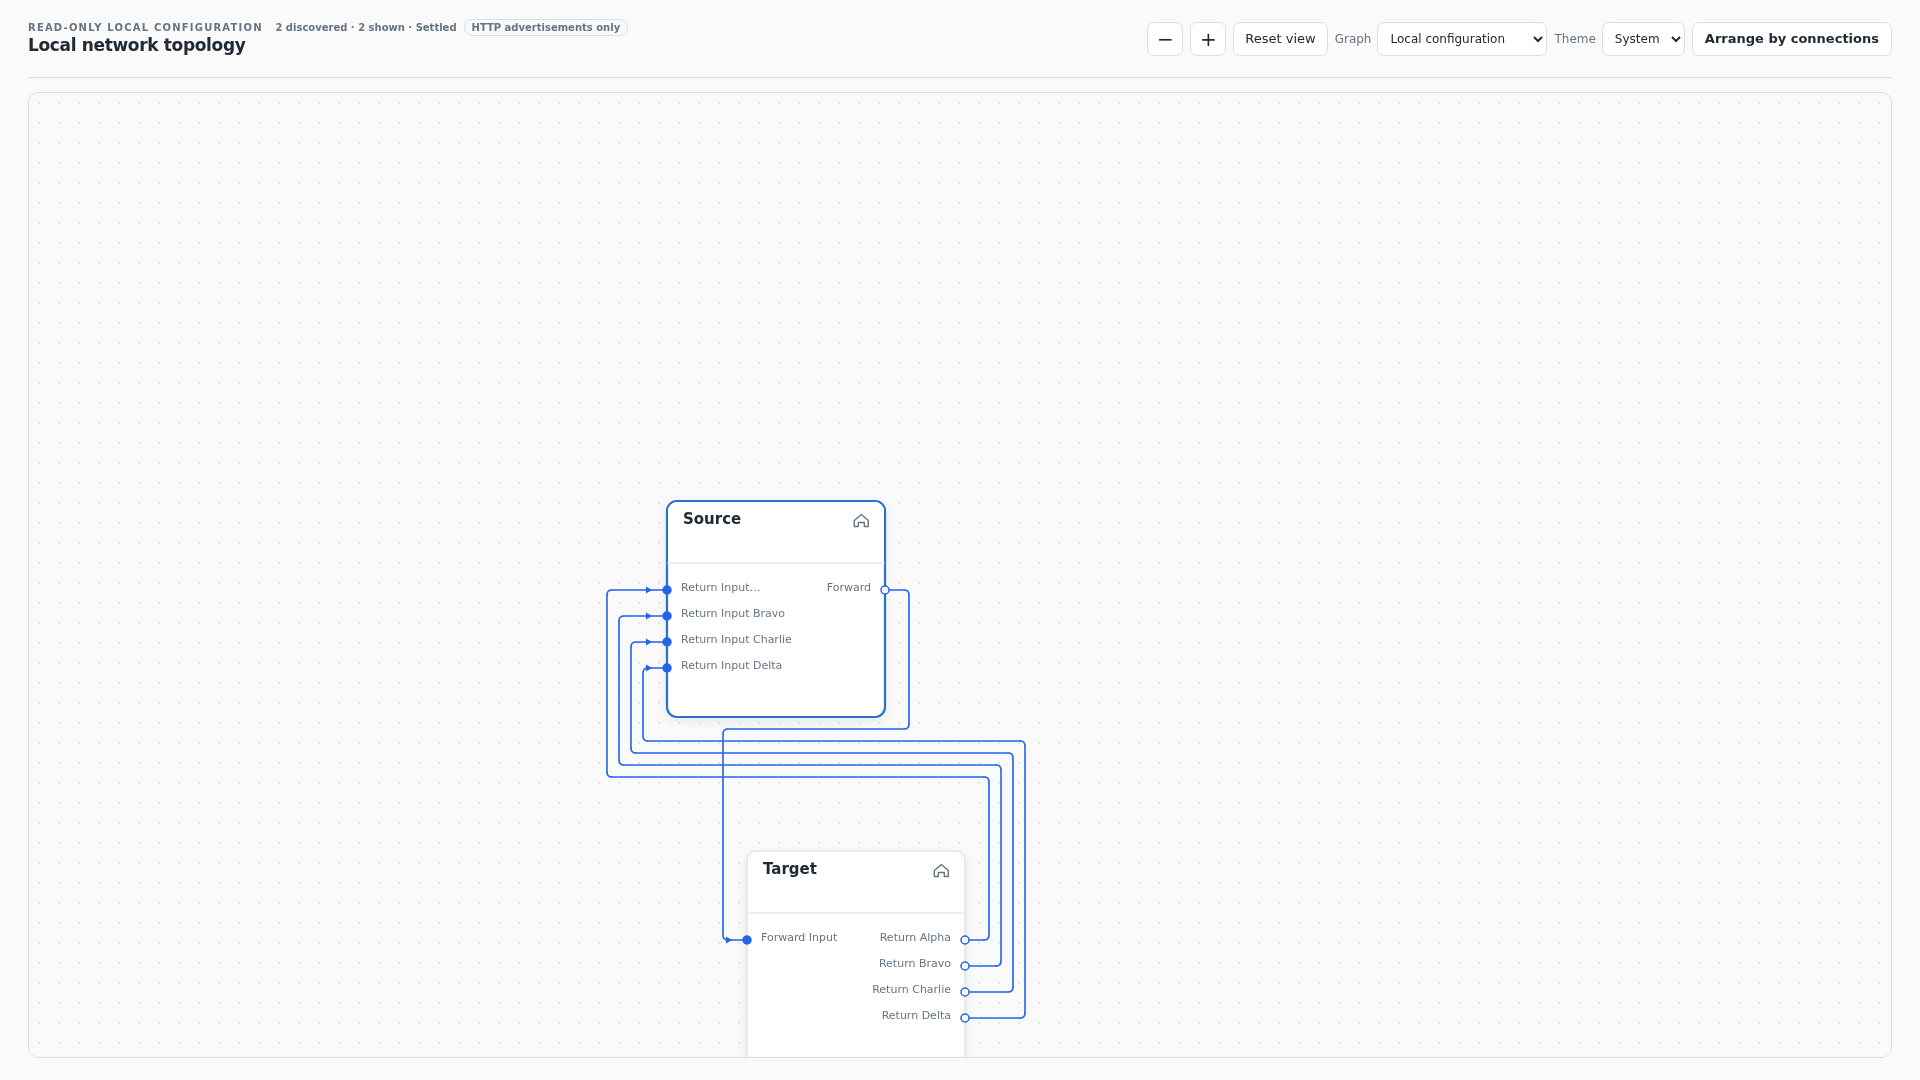 READ-ONLY LOCAL CONFIGURATION 2 discovered · 2 shown · Settled HTTP advertisements only
Local network topology
− + Reset view Graph Local configuration Theme System Arrange by connections
Source
Return Input… Forward
Return Input Bravo
Return Input Charlie
Return Input Delta
Target
Forward Input Return Alpha
Return Bravo
Return Charlie
Return Delta